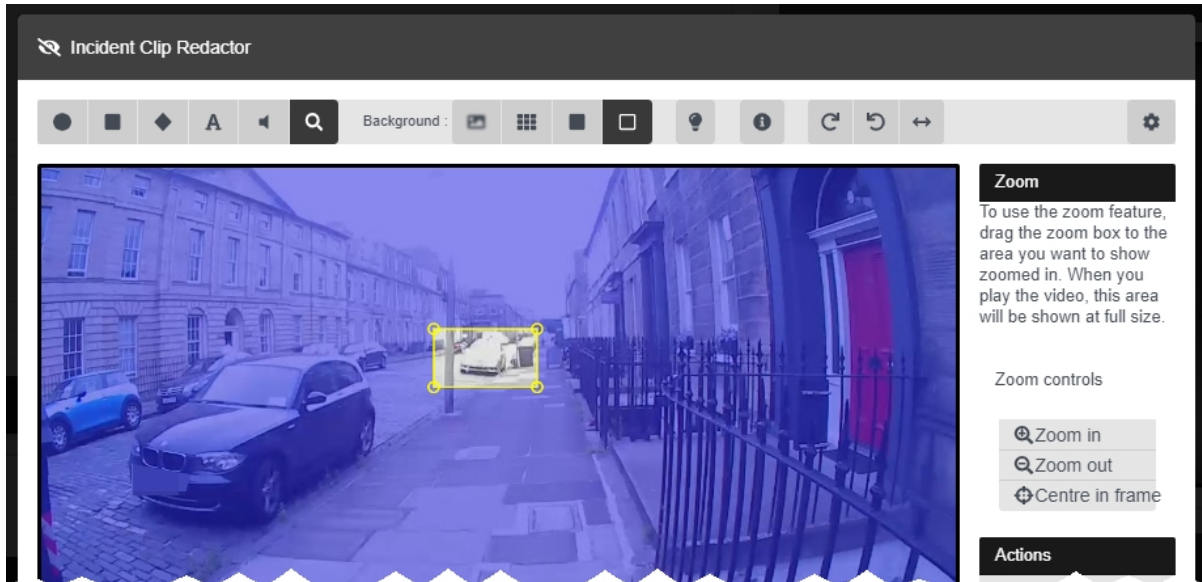 Incident Clip Redactor
A
Background :
Zoom
To use the zoom feature,
drag the zoom box to the
area you want to show
zoomed in. When you
play the video, this area
will be shown at full size.
Zoom controls
Zoom in
Zoom out
Centre in frame
Actions